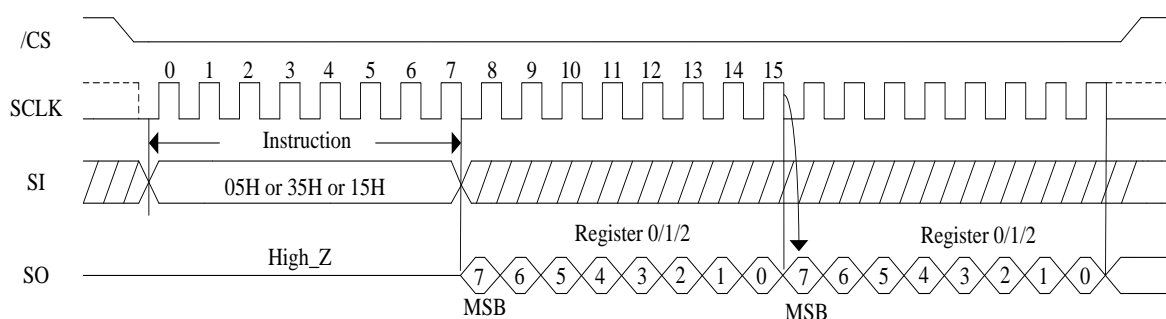 /CS
0 1 2 3 4 5 6 7 8 9 10 11 12 13 14 15
SCLK
Instruction
SI
05H or 35H or 15H
Register 0/1/2 Register 0/1/2
High_Z
SO
7 6 5 4 3 2 1 0 7 6 5 4 3 2 1 0
MSB MSB